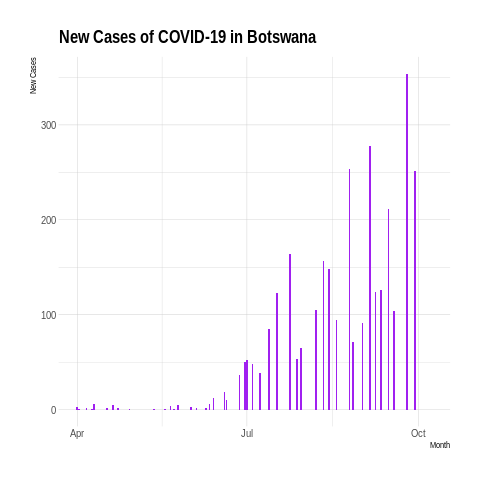 New Cases of COVID-19 in Botswana
New Cases
300
200
100
0
Apr
Jul
Oct
Month